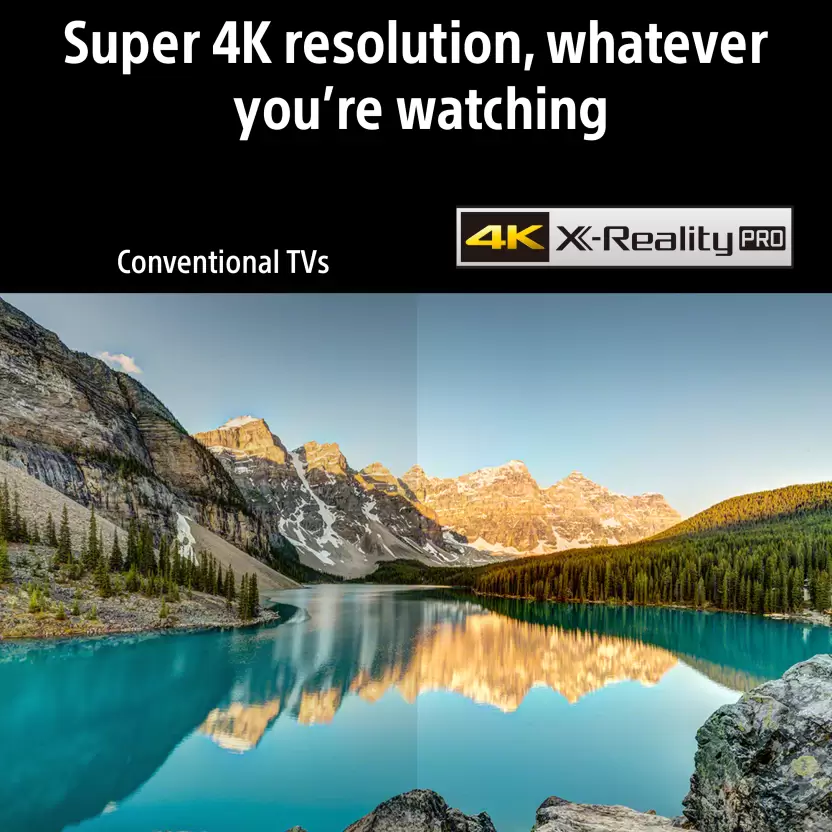 Super 4K resolution, whatever
you’re watching
4K X-Reality PRO
Conventional TVs